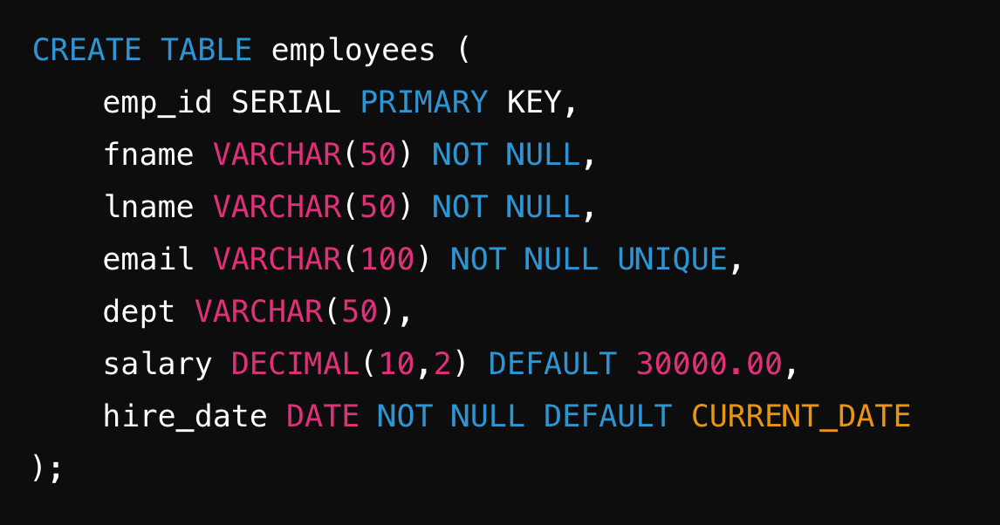 CREATE TABLE employees (
    emp_id SERIAL PRIMARY KEY,
    fname VARCHAR(50) NOT NULL,
    lname VARCHAR(50) NOT NULL,
    email VARCHAR(100) NOT NULL UNIQUE,
    dept VARCHAR(50),
    salary DECIMAL(10,2) DEFAULT 30000.00,
    hire_date DATE NOT NULL DEFAULT CURRENT_DATE
);